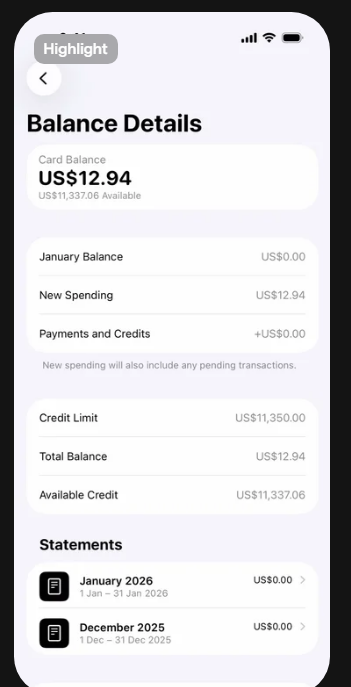 Highlight
Balance Details
Card Balance
US$12.94
US$11,337.06 Available
January Balance US$0.00
New Spending US$12.94
Payments and Credits +US$0.00
New spending will also include any pending transactions.
Credit Limit US$11,350.00
Total Balance US$12.94
Available Credit US$11,337.06
Statements
January 2026 US$0.00
1 Jan – 31 Jan 2026
December 2025 US$0.00
1 Dec – 31 Dec 2025